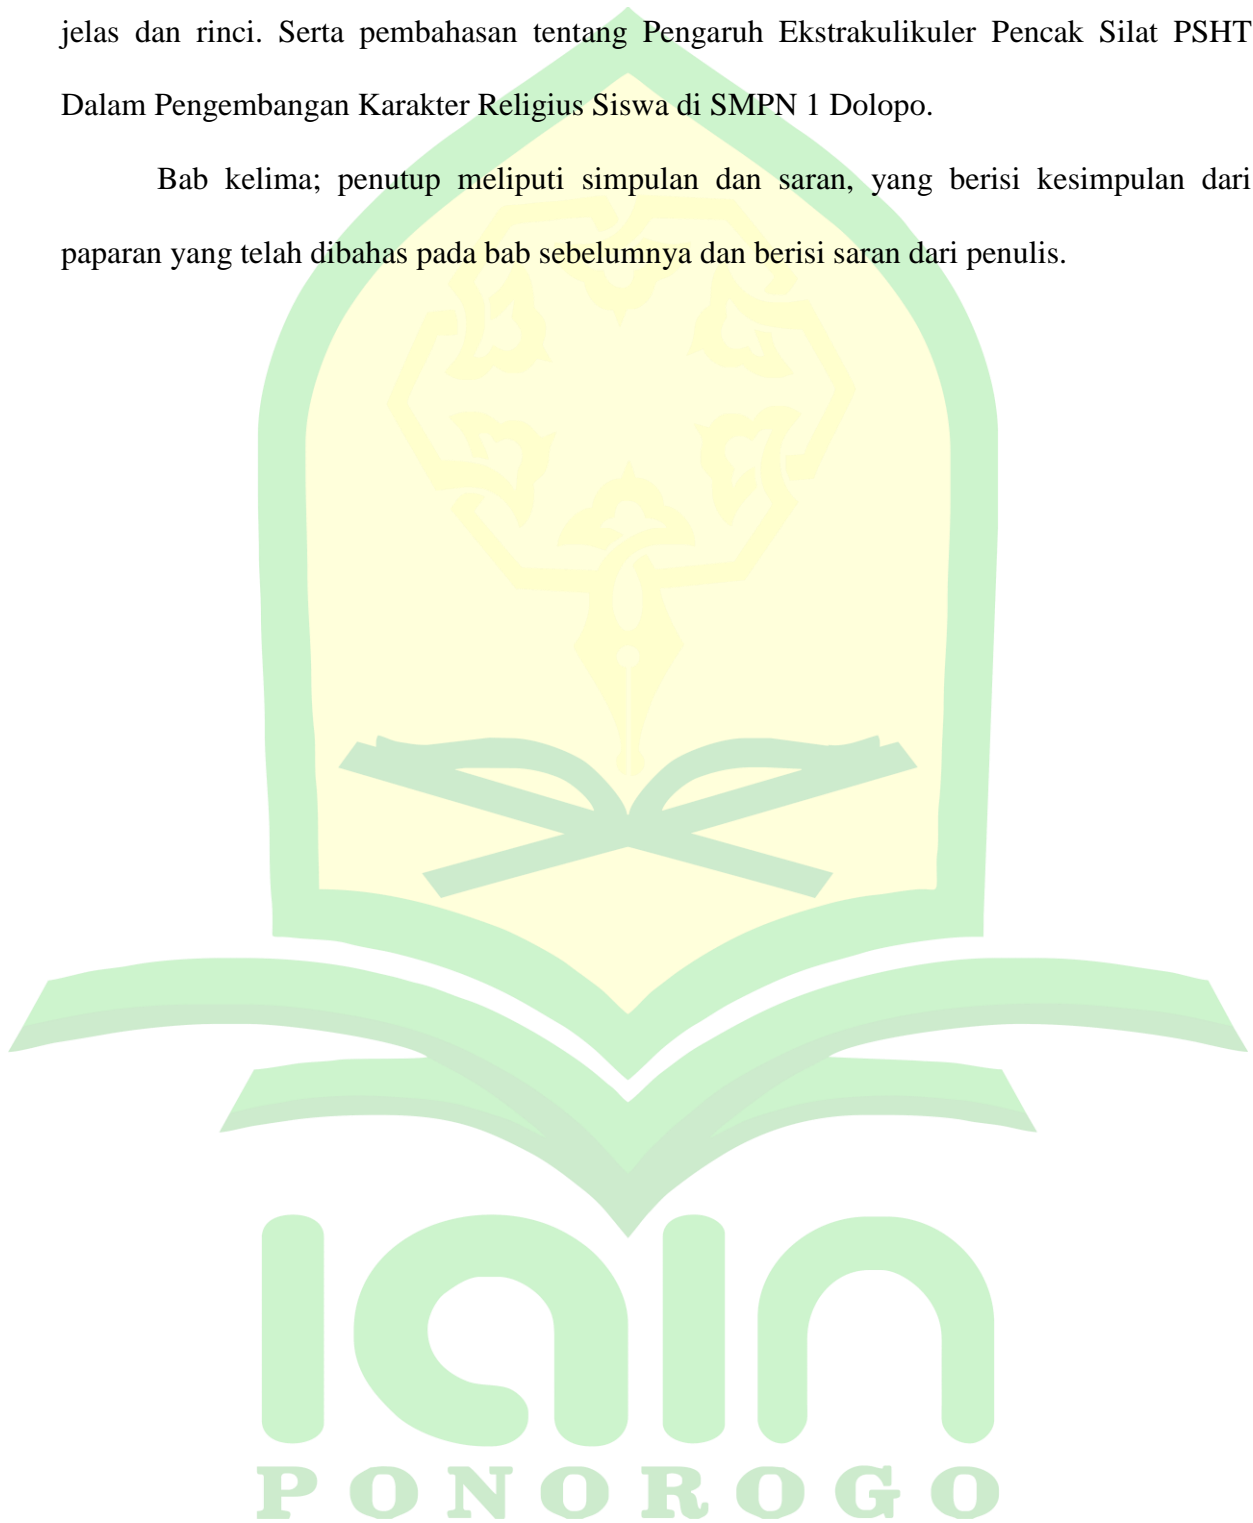 jelas dan rinci. Serta pembahasan tentang Pengaruh Ekstrakulikuler Pencak Silat PSHT
Dalam Pengembangan Karakter Religius Siswa di SMPN 1 Dolopo.
Bab kelima; penutup meliputi simpulan dan saran, yang berisi kesimpulan dari
paparan yang telah dibahas pada bab sebelumnya dan berisi saran dari penulis.
iain
PONOROGO